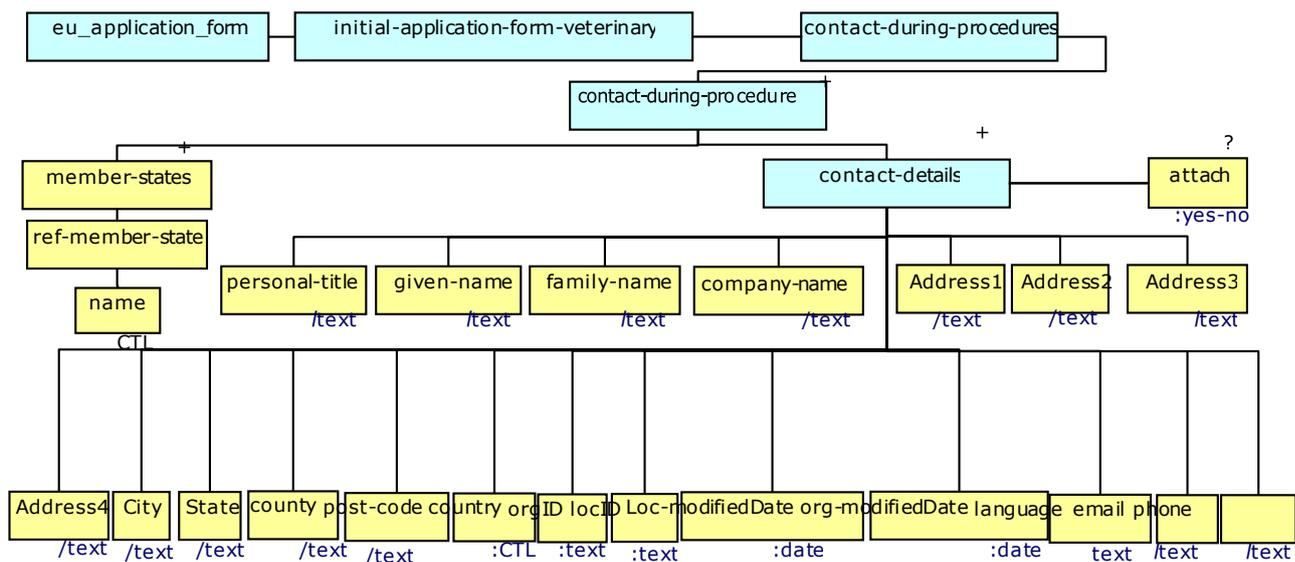 eu_application_form initial-application-form-veterinary contact-during-procedures
contact-during-procedure +
+ + ?
member-states contact-details attach
:yes-no
ref-member-state
personal-title given-name family-name company-name Address1 Address2 Address3
name /text /text /text /text /text /text /text
CTL
Address4 City State county post-code country orgID locID Loc-modifiedDate org-modifiedDate language email phone
/text /text /text /text /text :CTL :text :text :date :date text /text /text